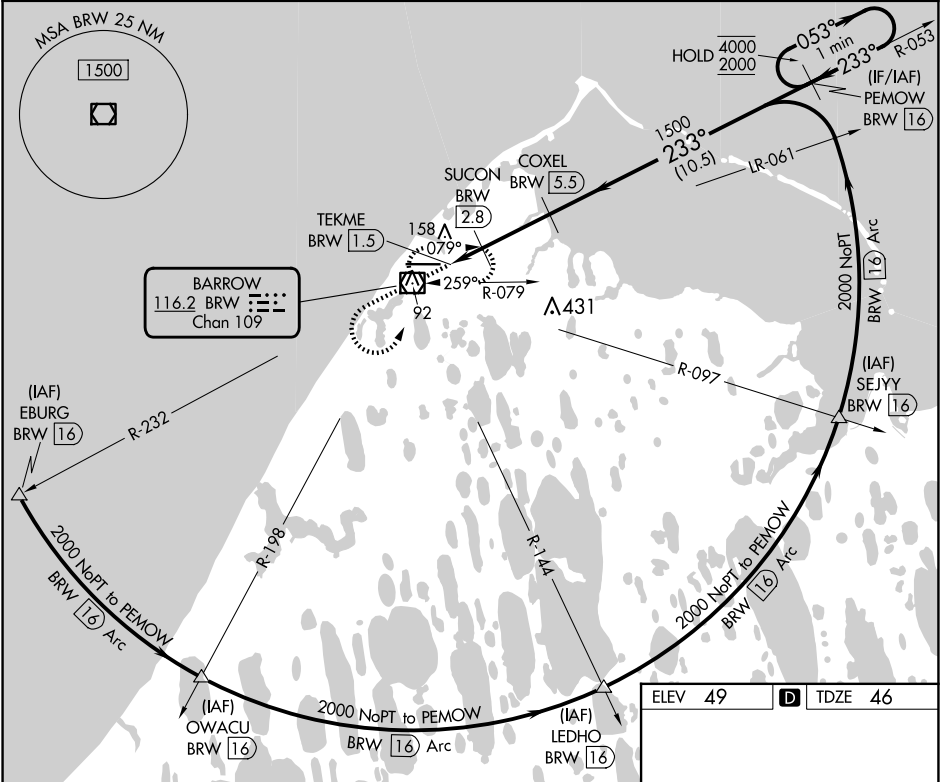 MSA BRW 25 NM
1500
HOLD 4000
2000
053°
1 min
233°
R-053
(IF/IAF)
PEMOW
BRW 16
1500
233°
(10.5)
LR-061
COXEL
BRW 5.5
SUCON
BRW
2.8
TEKME
BRW 1.5
158
079°
259°
R-079
92
431
BARROW
116.2 BRW
Chan 109
2000 NoPT
BRW 16 Arc
R-097
(IAF)
SEJYY
BRW 16
(IAF)
EBURG
BRW 16
R-232
R-198
R-144
2000 NoPT to PEMOW
BRW 16 Arc
2000 NoPT to PEMOW
BRW 16 Arc
(IAF)
OWACU
BRW 16
2000 NoPT to PEMOW
BRW 16 Arc
(IAF)
LEDHO
BRW 16
ELEV 49 D TDZE 46